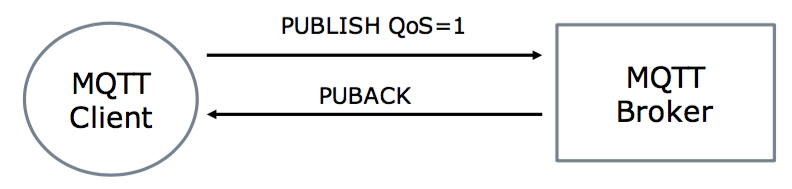 PUBLISH QoS=1
MQTT
Client
PUBACK
MQTT
Broker